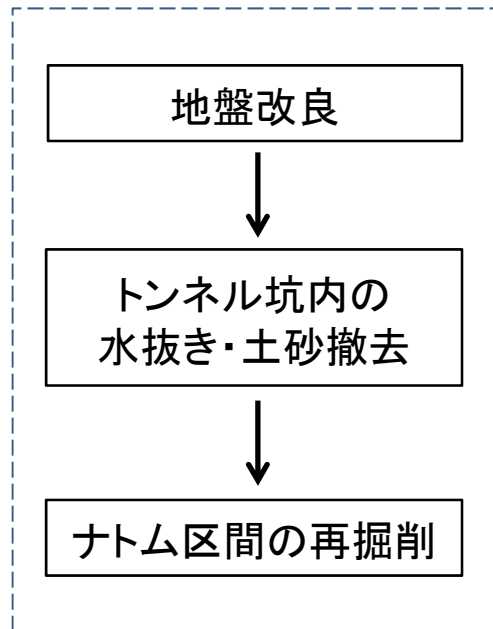 地盤改良
トンネル坑内の
水抜き・土砂撤去
ナトム区間の再掘削